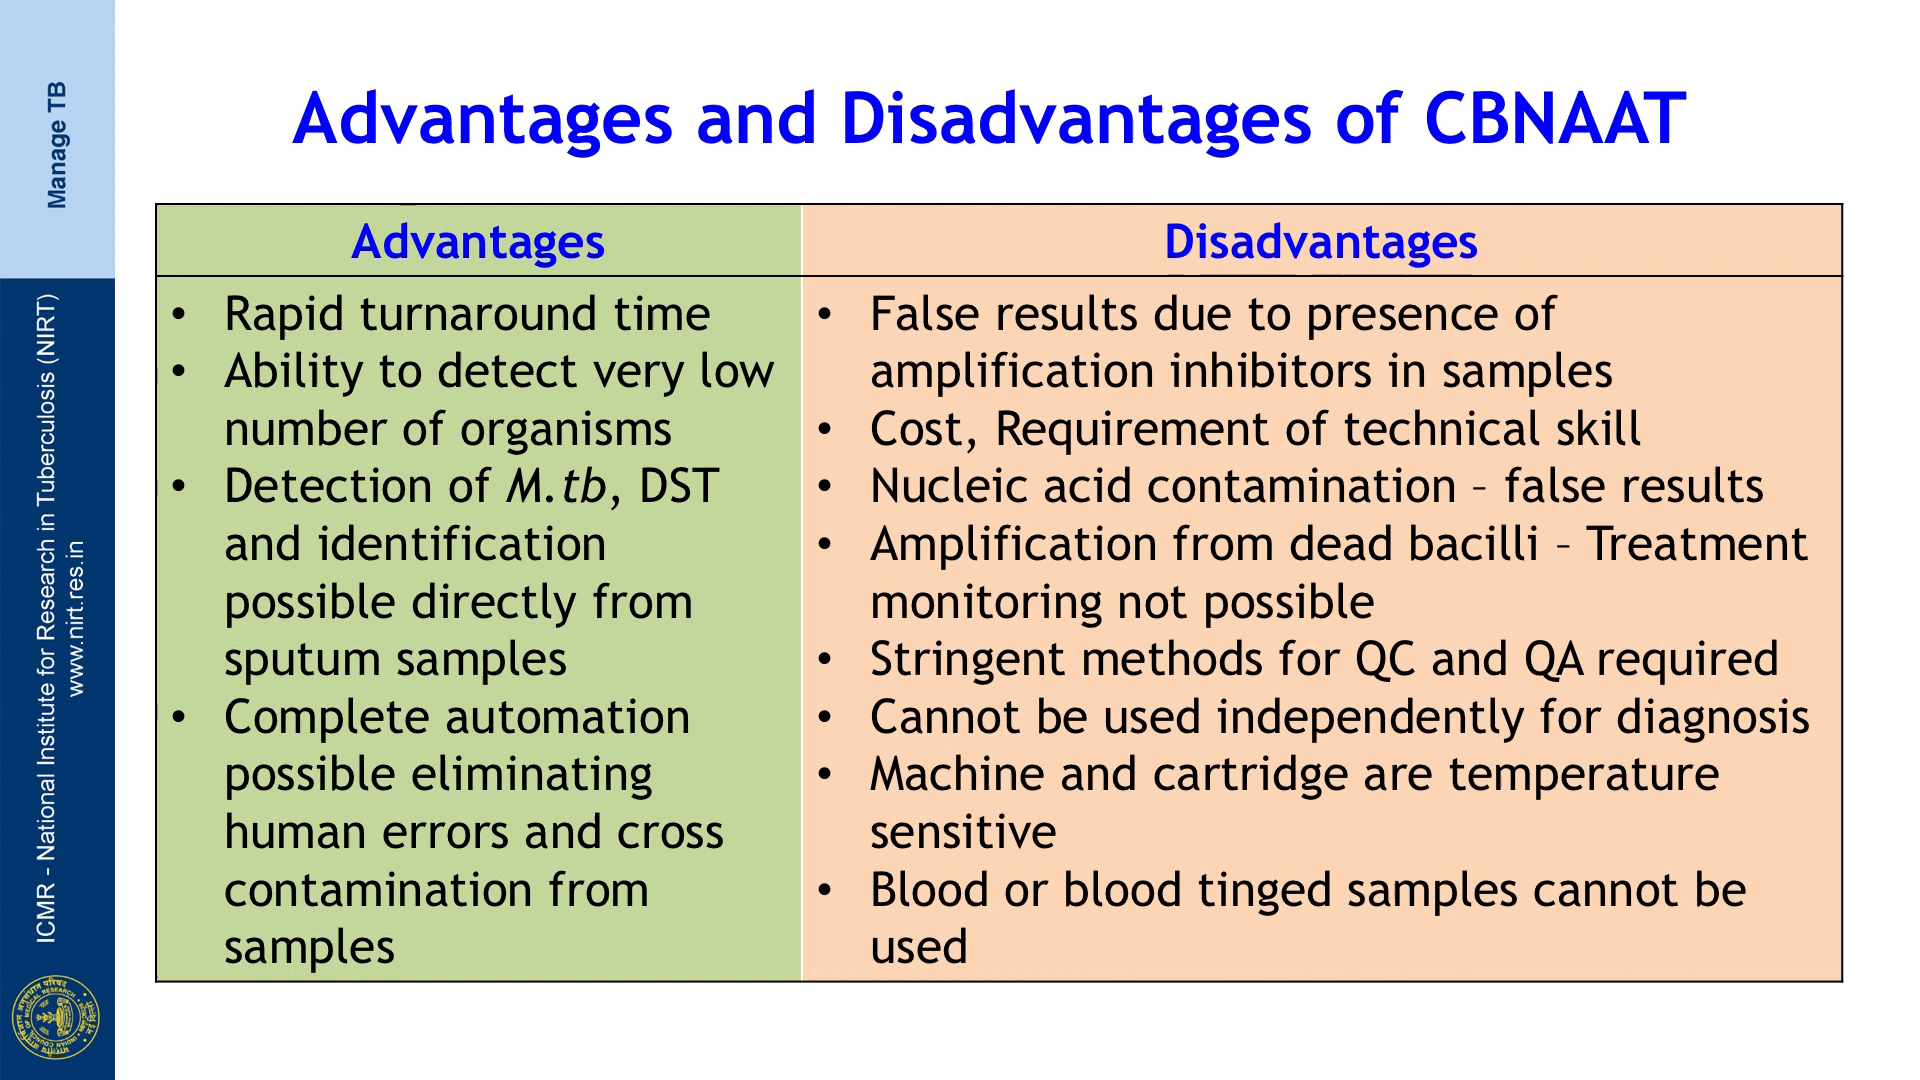 Manage TB
ICMR - National Institute for Research in Tuberculosis (NIRT)
www.nirt.res.in
Advantages and Disadvantages of CBNAAT
Advantages
• Rapid turnaround time
• Ability to detect very low
number of organisms
• Detection of M.tb, DST
and identification
possible directly from
sputum samples
• Complete automation
possible eliminating
human errors and cross
contamination from
samples
Disadvantages
• False results due to presence of
amplification inhibitors in samples
• Cost, Requirement of technical skill
• Nucleic acid contamination – false results
• Amplification from dead bacilli – Treatment
monitoring not possible
• Stringent methods for QC and QA required
• Cannot be used independently for diagnosis
• Machine and cartridge are temperature
sensitive
• Blood or blood tinged samples cannot be
used